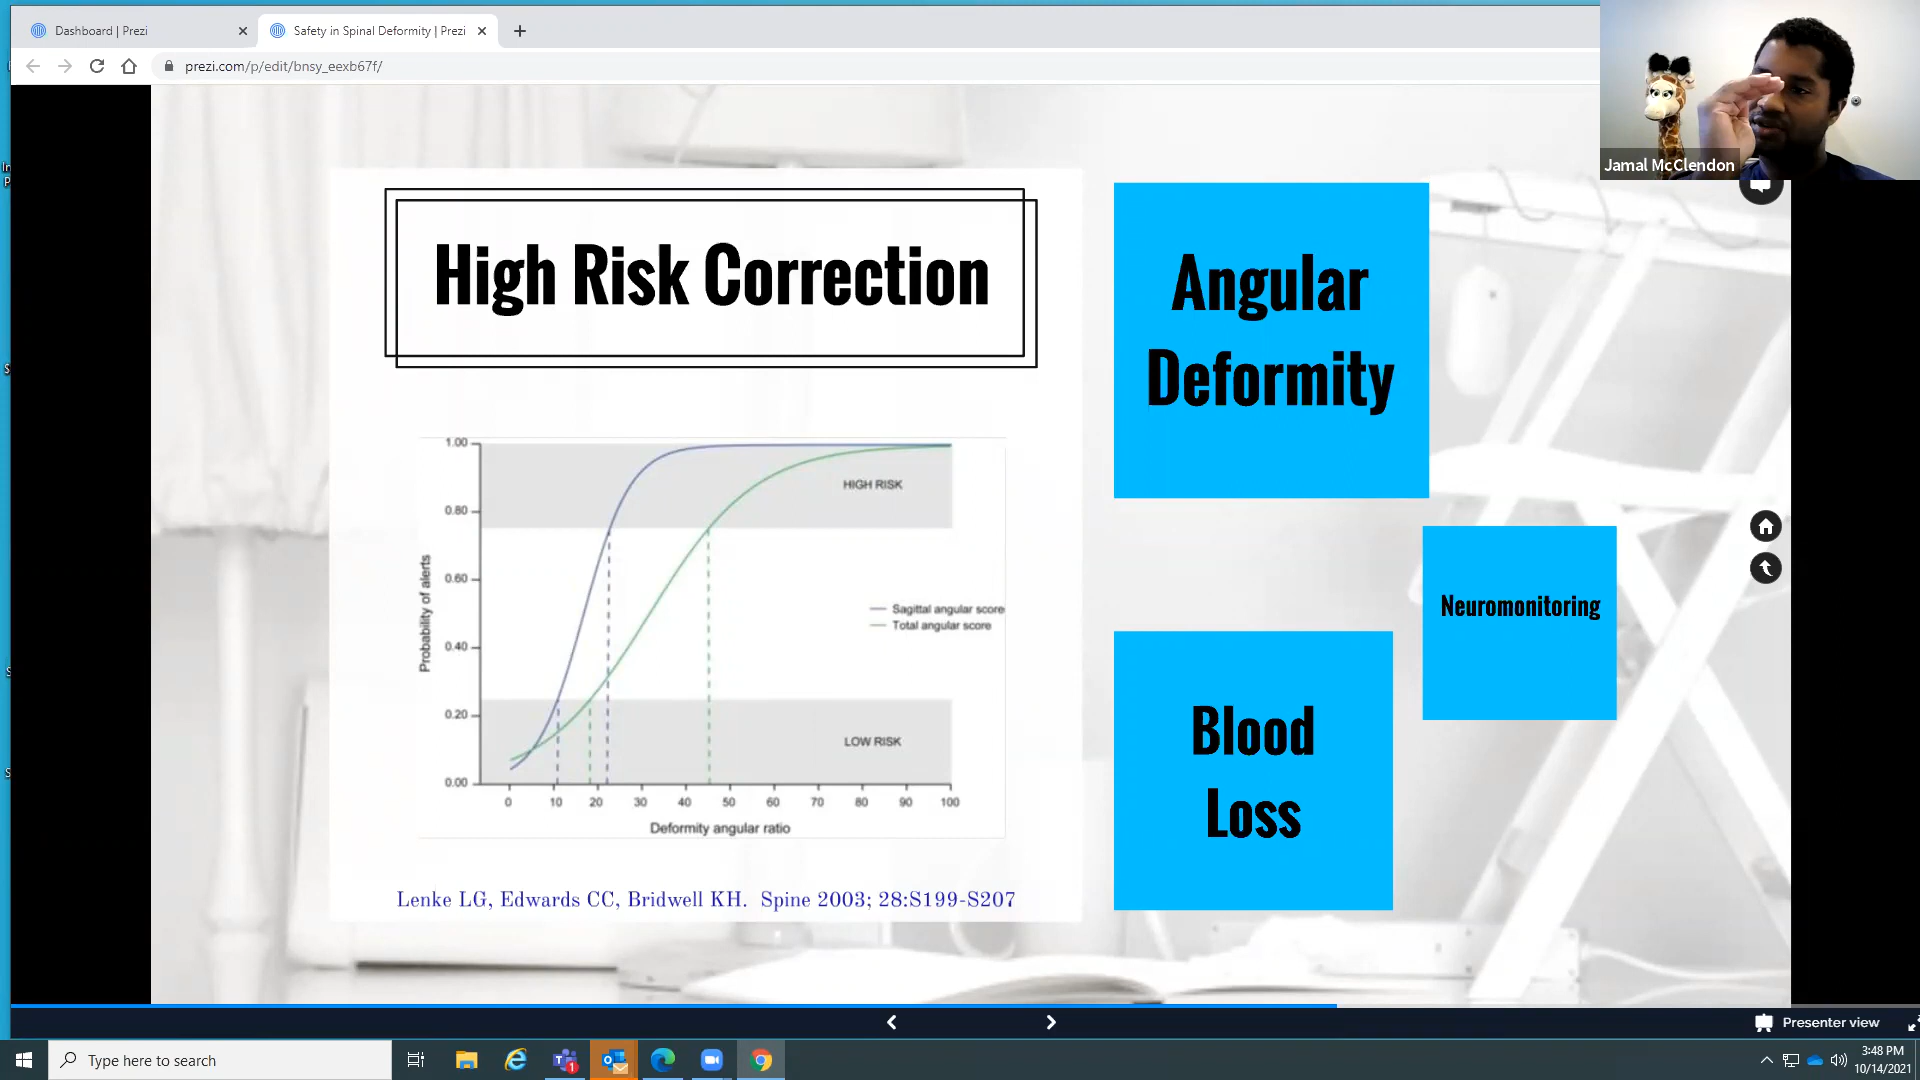 Dashboard | Prezi
Safety in Spinal Deformity | Prezi
prezi.com/p/edit/bnsy_eexb67f/
Jamal McClendon
High Risk Correction
Angular
Deformity
1.00
0.80
0.60
0.40
0.20
0.00
Probability of alerts
HIGH RISK
Sagittal angular score
Total angular score
LOW RISK
0 10 20 30 40 50 60 70 80 90 100
Deformity angular ratio
Lenke LG, Edwards CC, Bridwell KH. Spine 2003; 28:S199-S207
Neuromonitoring
Blood
Loss
Presenter view
Type here to search
3:48 PM
10/14/2021